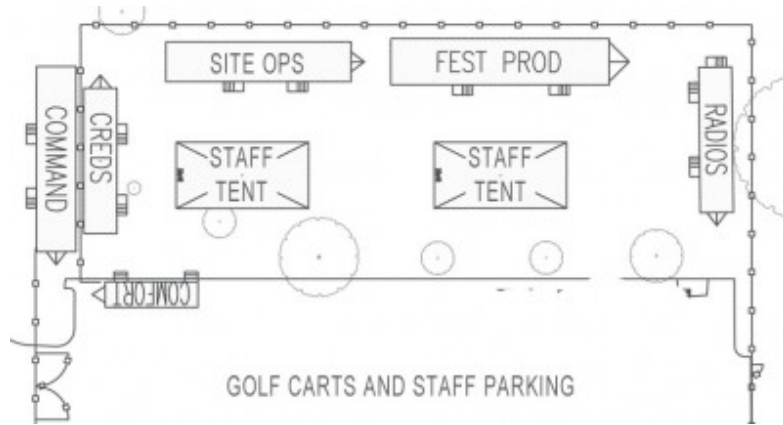 SITE OPS
FEST PROD
COMMAND
CREDS
RADIOS
STAFF
TENT
STAFF
TENT
COMFORT
GOLF CARTS AND STAFF PARKING